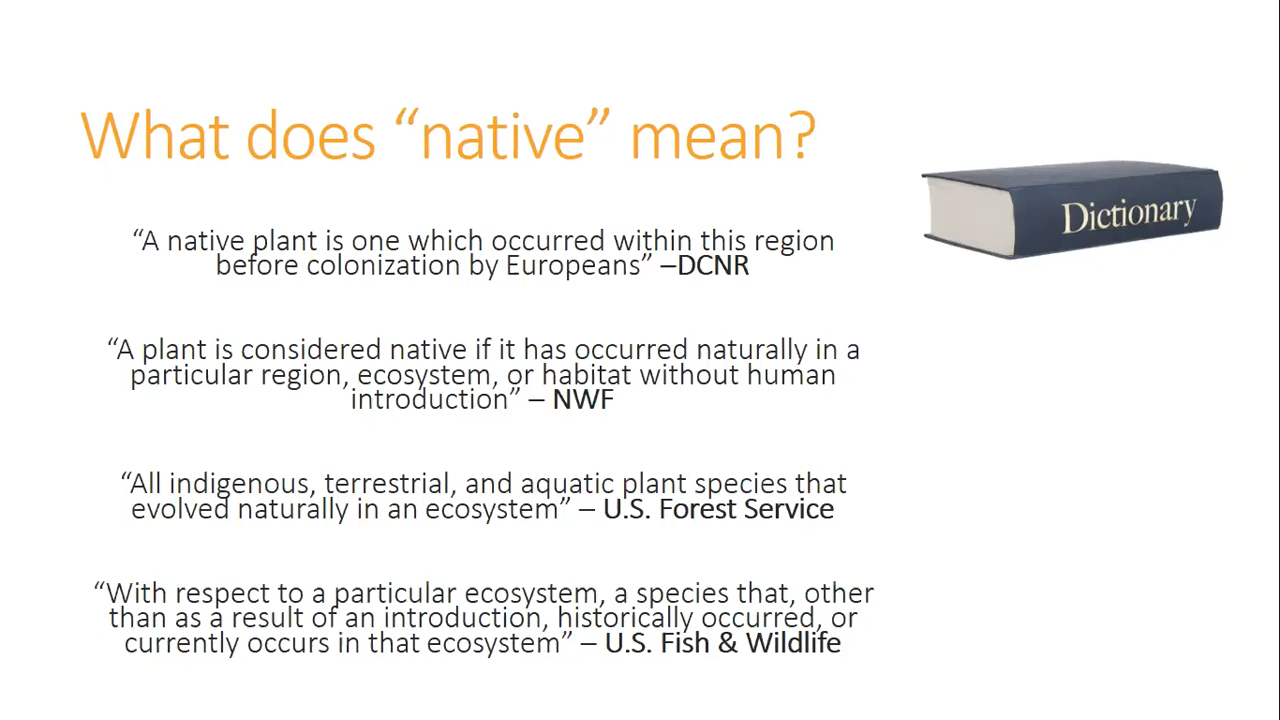 What does “native” mean?
Dictionary
“A native plant is one which occurred within this region
before colonization by Europeans” –DCNR
“A plant is considered native if it has occurred naturally in a
particular region, ecosystem, or habitat without human
introduction” – NWF
“All indigenous, terrestrial, and aquatic plant species that
evolved naturally in an ecosystem” – U.S. Forest Service
“With respect to a particular ecosystem, a species that, other
than as a result of an introduction, historically occurred, or
currently occurs in that ecosystem” – U.S. Fish & Wildlife